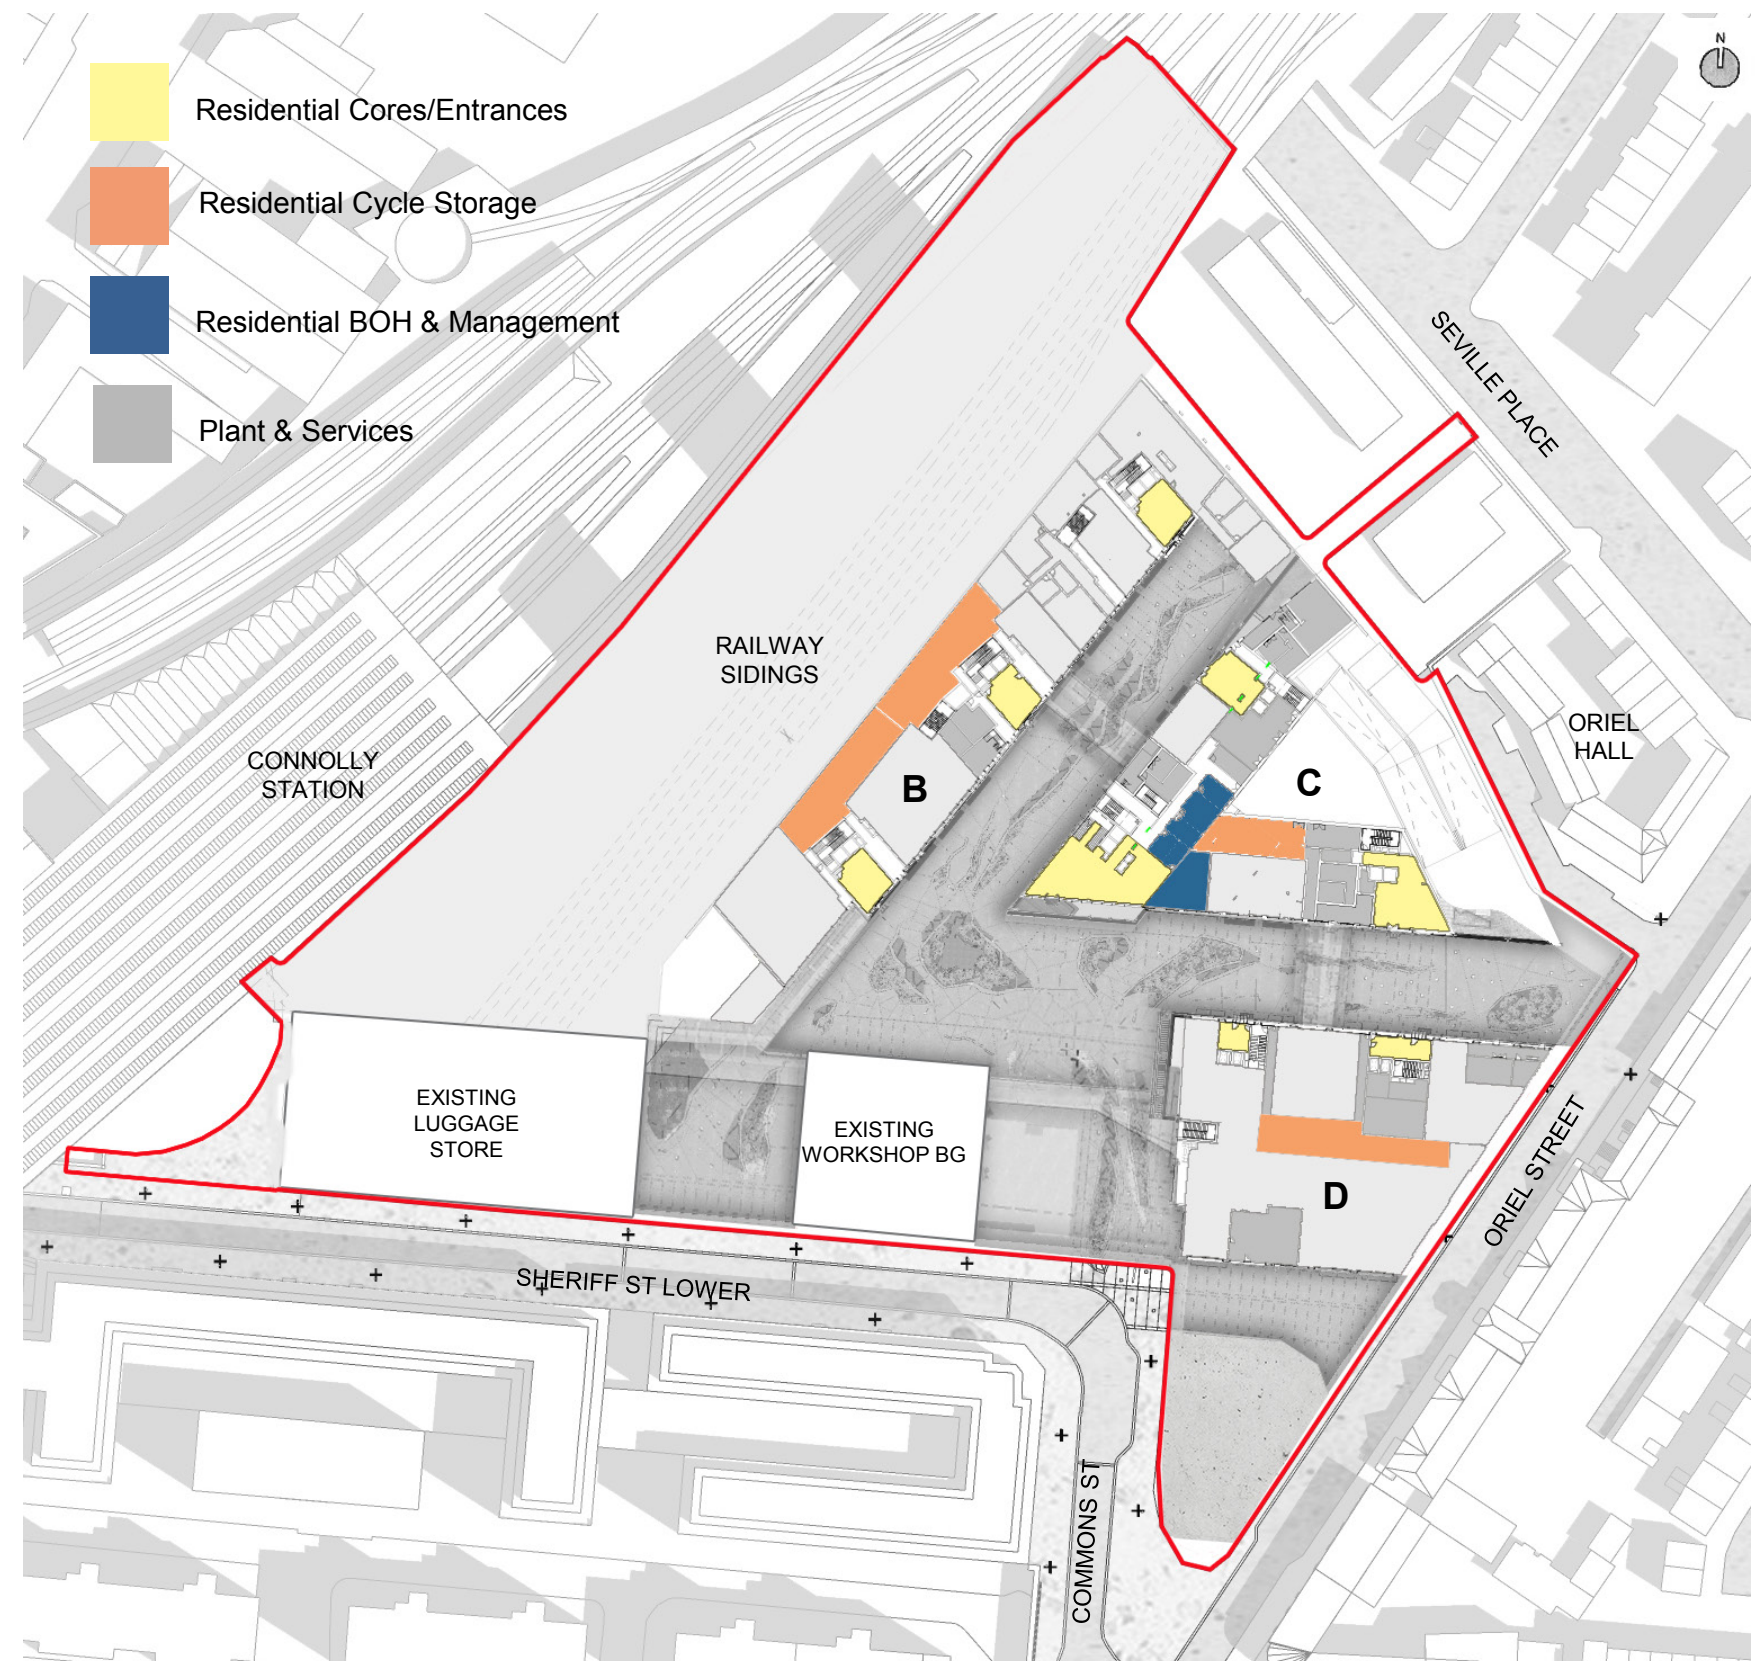 N
Residential Cores/Entrances
Residential Cycle Storage
Residential BOH & Management
Plant & Services
SEVILLE PLACE
RAILWAY
SIDINGS
ORIEL
HALL
CONNOLLY
STATION
B
C
EXISTING
LUGGAGE
STORE
EXISTING
WORKSHOP BG
D
ORIEL STREET
SHERIFF ST LOWER
COMMONS ST